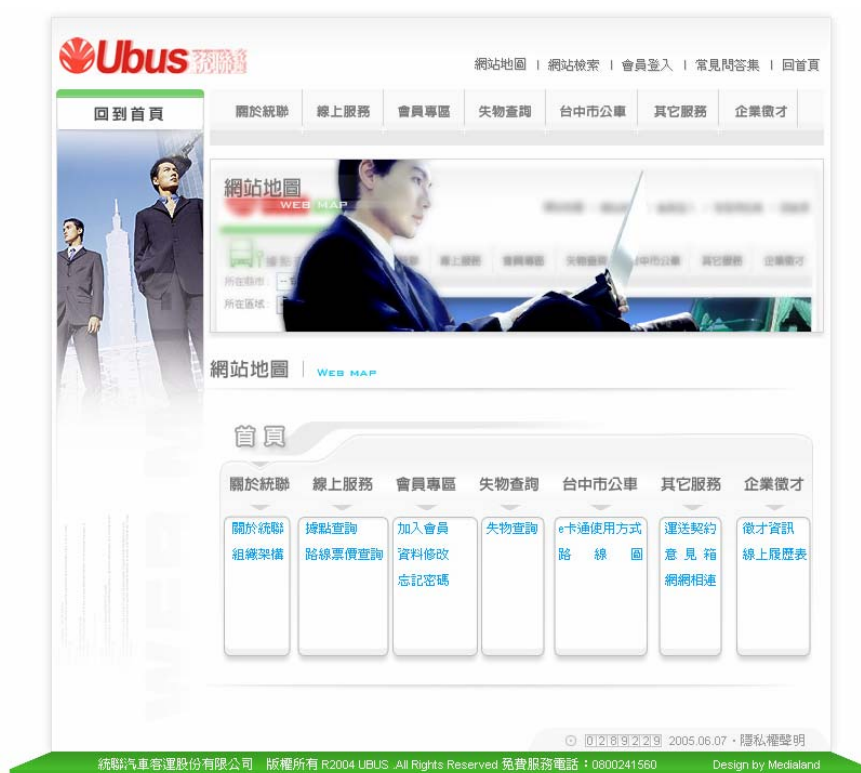 Ubus 統聯
網站地圖 | 網站檢索 | 會員登入 | 常見問答集 | 回首頁
回到首頁
關於統聯 線上服務 會員專區 失物查詢 台中市公車 其它服務 企業徵才
網站地圖
WEB MAP
所在縣市：
所在區域：
網站地圖 | WEB MAP
首頁
關於統聯 線上服務 會員專區 失物查詢 台中市公車 其它服務 企業徵才
關於統聯 據點查詢 加入會員 失物查詢 e卡通使用方式 運送契約 徵才資訊
組織架構 路線票價查詢 資料修改 路線圖 意見箱 線上履歷表
忘記密碼 網網相連
0289229 2005.06.07・隱私權聲明
統聯汽車客運股份有限公司 版權所有 R2004 UBUS .All Rights Reserved 免費服務電話：0800241560 Design by Medialand